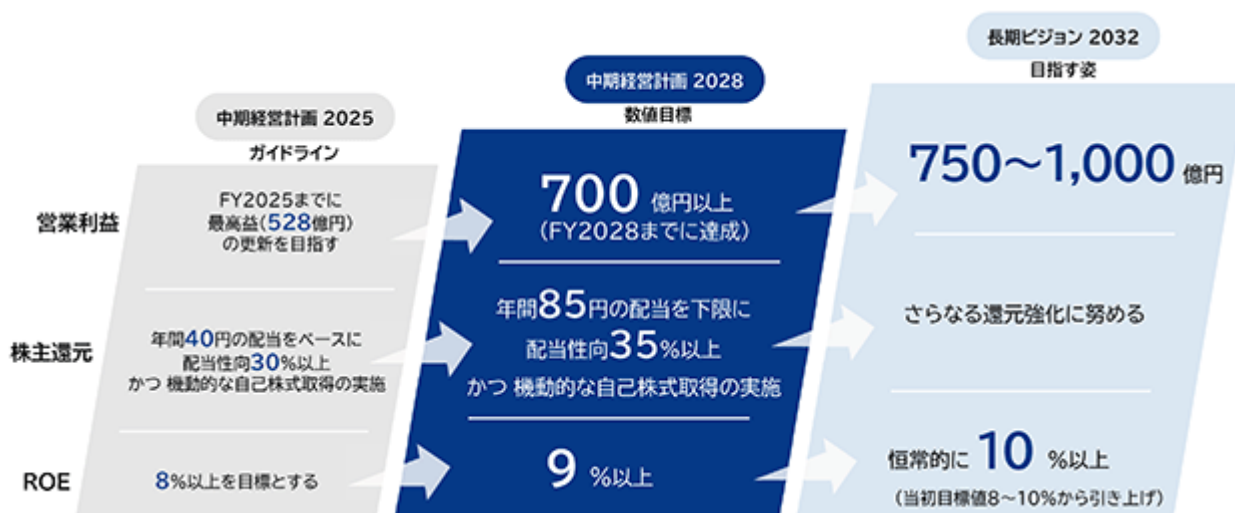 中期経営計画 2025
ガイドライン
中期経営計画 2028
数値目標
長期ビジョン 2032
目指す姿
営業利益
FY2025までに
最高益(528億円)
の更新を目指す
700 億円以上
(FY2028までに達成)
750～1,000 億円
株主還元
年間40円の配当をベースに
配当性向30%以上
かつ 機動的な自己株式取得の実施
年間85円の配当を下限に
配当性向35%以上
かつ 機動的な自己株式取得の実施
さらなる還元強化に努める
ROE
8%以上を目標とする
9 %以上
恒常的に 10 %以上
(当初目標値8～10%から引き上げ)